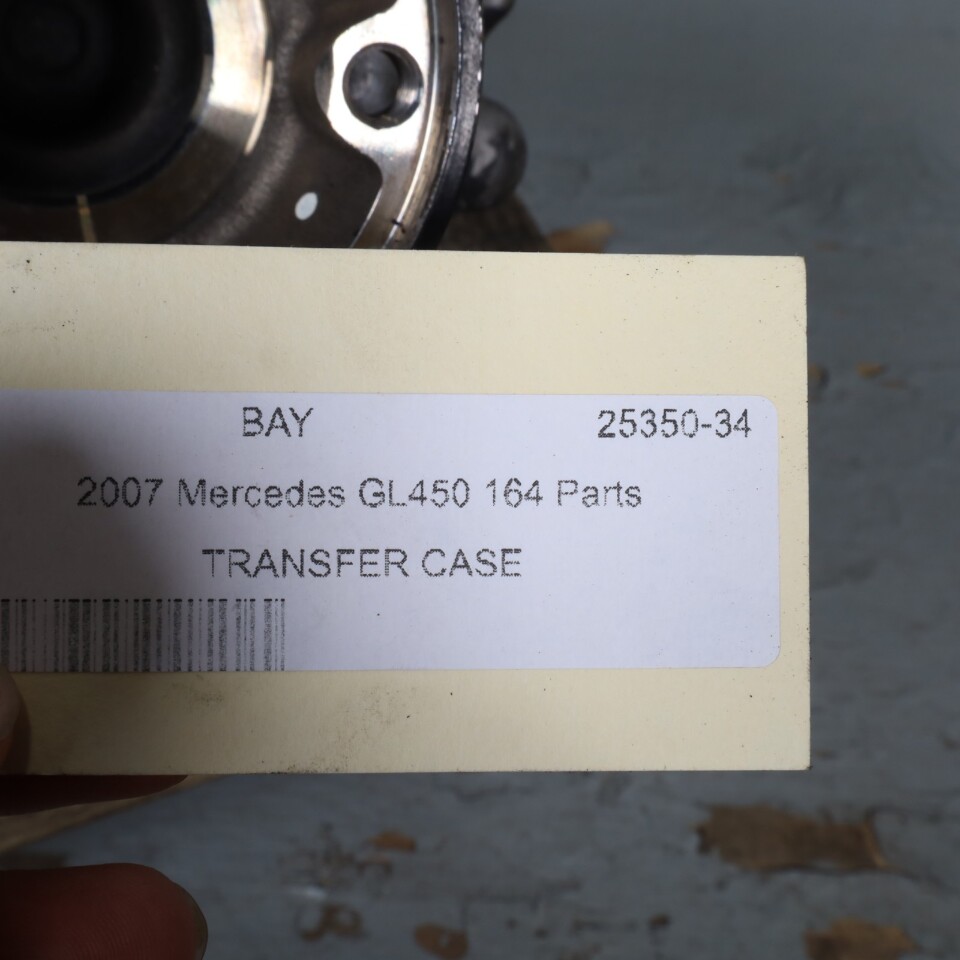 BAY 25350-34
2007 Mercedes GL450 164 Parts
TRANSFER CASE